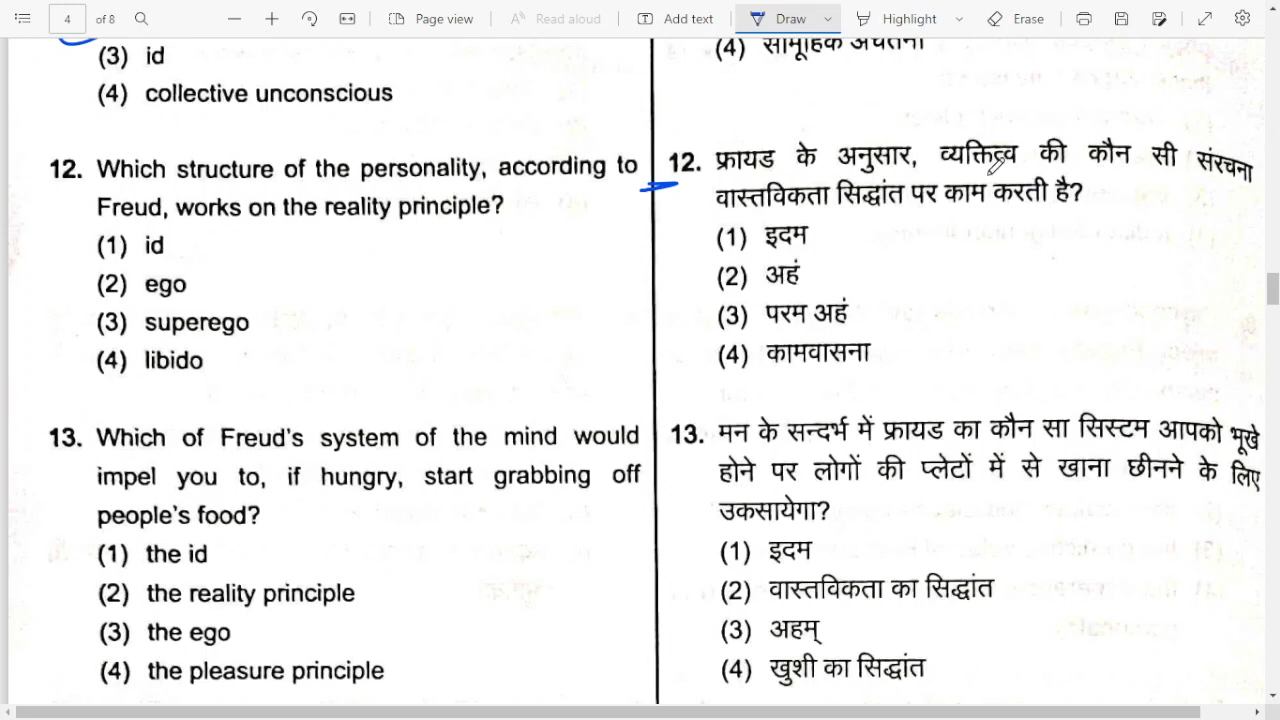 4 of 8 Page view Read aloud Add text Draw Highlight Erase
(3) id
(4) collective unconscious
12. Which structure of the personality, according to
Freud, works on the reality principle?
(1) id
(2) ego
(3) superego
(4) libido
13. Which of Freud's system of the mind would
impel you to, if hungry, start grabbing off
people's food?
(1) the id
(2) the reality principle
(3) the ego
(4) the pleasure principle
(4) सामूहिक अचेतना
12. फ्रायड के अनुसार, व्यक्तित्व की कौन सी संरचना
वास्तविकता सिद्धांत पर काम करती है?
(1) इदम
(2) अहं
(3) परम अहं
(4) कामवासना
13. मन के सन्दर्भ में फ्रायड का कौन सा सिस्टम आपको भूखे
होने पर लोगों की प्लेटों में से खाना छीनने के लिए
उकसायेगा?
(1) इदम
(2) वास्तविकता का सिद्धांत
(3) अहम्
(4) खुशी का सिद्धांत